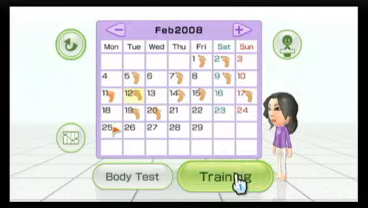 Feb2008
Mon Tue Wed Thu Fri Sat Sun
1 2 3
4 5 6 7 8 9 10
11 12 13 14 15 16 17
18 19 20 21 22 23 24
25 26 27 28 29
Body Test Training
1